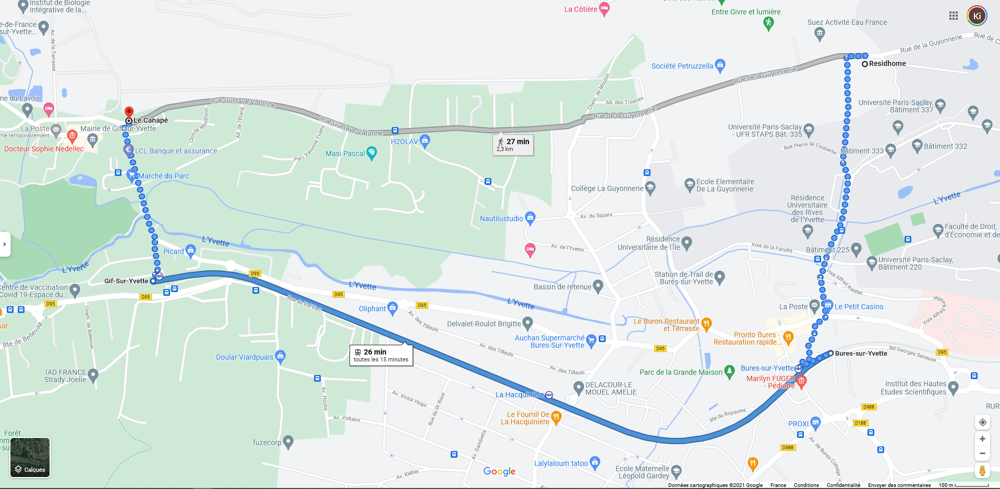 Institut de Biologie
Intégrative de la...
La Côtière
Entre Givre et lumière
Suez Activité Eau France
Ki
e-de-France
sur-Yvette...
Av. de la Terrasse
Rue de la Guyonnerie
Rue de C
Société Petruzzella
Residhome
Rue de la Guyonnerie
Chem. de Moulon
rie du Lavoir
Rue Gustave Vatonne
All. des Troenes
Université Paris-Saclay,
Bâtiment 337
Le Canapé
Rue Gustave Vatonne
Rue de la Guyonnerie
La Poste
mé temporairement
Mairie de Gif-sur-Yvette
Clos de Monthyon
All. de l'Étang
Parc Vatonne Yvette
Université Paris-Saclay
- UFR STAPS Bât. 335
H2OLAV
27 min
2,3 km
Docteur Sophie Nedellec
LCL Banque et assurance
Masi Pascal
Rue Pierre de Coubertin
Bâtiment 333
Bâtiment 332
Marché du Parc
Collège La Guyonnerie
Ecole Elementaire
De La Guyonnerie
Résidence
Universitaire
des Rives
de l'Yvette
L'Yvette
Nautilustudio
Av. du Square
Faculté de Droit,
d'Économie et de
L'Yvette
Picard
Av. de l'Yvette
Résidence
Universitaire de l'Île
Voie de la Faculté
Bâtiment 225
Université Paris-Saclay,
Bâtiment 220
L'Yverte
D95
Gif-Sur-Yvette
Station de Trail de
Bures-sur-Yvette
Voie Alfred Kastler
Centre de Vaccination
Covid-19-Espace du...
D95
D95
L'Yvette
D95
Bassin de retenue
Rue du Val Vert
L'Yvette
D95
Oliphant
La Poste
Le Petit Casino
Voie Alfred
Kastler
Chem. de Bellevue
Rte de Belleville
sar
Av. des Tilleuls
Delvalet-Roulot Brigitte
Le Buron Restaurant
et Terrasse
Pronto Bures -
Restauration rapide...
Auchan Supermarché
Bures-Sur-Yvette
D95
26 min
toutes les 15 minutes
Av. des Tilleuls
Bd Georges Seneuze
D95
Bures-sur-Yvette
Doular Viardpuais
Av. des Tilleuls
Bures-sur-Yvette
Parc de la Grande Maison
Marilyn FUGER
- Pédiatre
IAD FRANCE
Strady Joelle
DELACOUR-LE
MOUEL AMELIE
La Hacquinière
Institut des Hautes
Études Scientifiques
Av. Hoche
Av. Victor Hugo
Rue du Dr Roux
D988
RUR
Av. Voltaire
Le Fournil De
La Hacquiniere
Rle du Royaume
PROXI
D188
Forêt
fuzecorp
Av. Gambetta
D988
Av. de Bures-Cottage
Calques
Av. Kléber
Google
Lalylaloum tatoo
Ecole Maternelle
Léopold Gardey
Données cartographiques ©2021 Google
France
Conditions
Confidentialité
Envoyer des commentaires
100 m